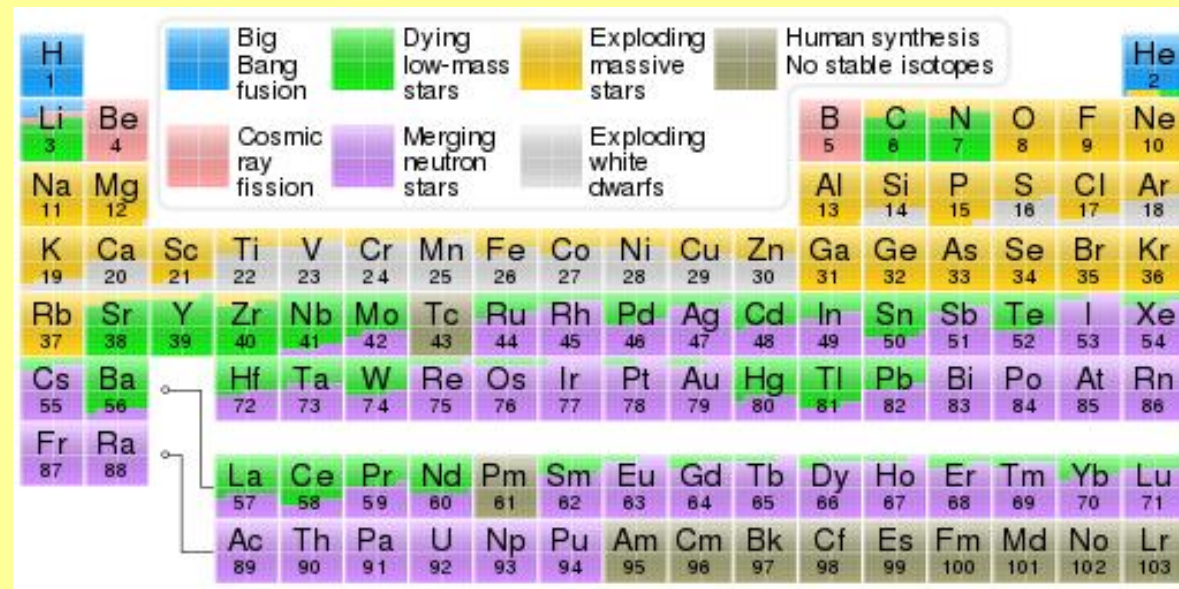 Big Bang fusion
Dying low-mass stars
Exploding massive stars
Human synthesis
No stable isotopes
Cosmic ray fission
Merging neutron stars
Exploding white dwarfs
H He
1 2
Li Be B C N O F Ne
3 4 5 6 7 8 9 10
Na Mg Al Si P S Cl Ar
11 12 13 14 15 16 17 18
K Ca Sc Ti V Cr Mn Fe Co Ni Cu Zn Ga Ge As Se Br Kr
19 20 21 22 23 24 25 26 27 28 29 30 31 32 33 34 35 36
Rb Sr Y Zr Nb Mo Tc Ru Rh Pd Ag Cd In Sn Sb Te I Xe
37 38 39 40 41 42 43 44 45 46 47 48 49 50 51 52 53 54
Cs Ba Hf Ta W Re Os Ir Pt Au Hg Tl Pb Bi Po At Rn
55 56 72 73 74 75 76 77 78 79 80 81 82 83 84 85 86
Fr Ra
87 88
La Ce Pr Nd Pm Sm Eu Gd Tb Dy Ho Er Tm Yb Lu
57 58 59 60 61 62 63 64 65 66 67 68 69 70 71
Ac Th Pa U Np Pu Am Cm Bk Cf Es Fm Md No Lr
89 90 91 92 93 94 95 96 97 98 99 100 101 102 103